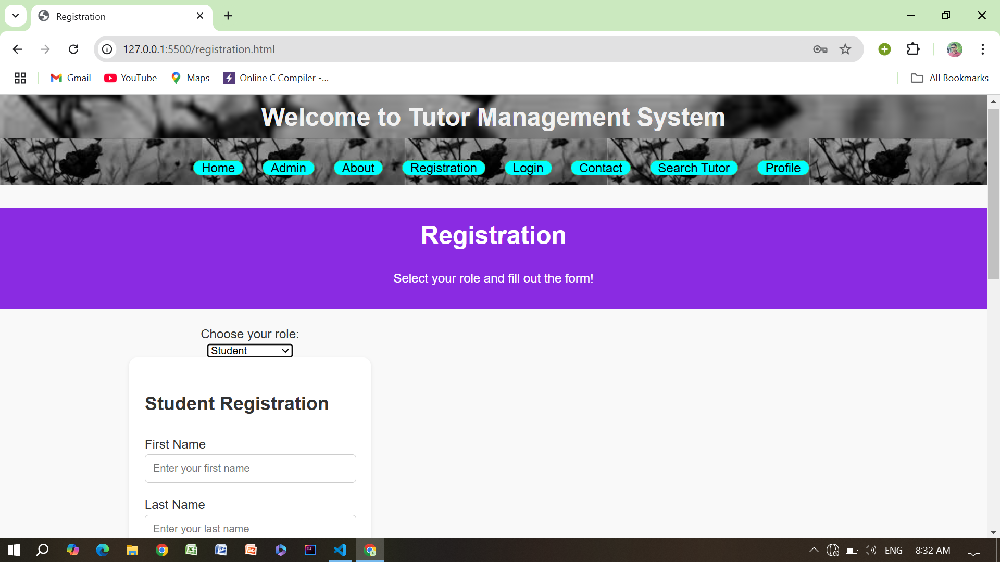 Registration
127.0.0.1:5500/registration.html
Gmail YouTube Maps Online C Compiler -... All Bookmarks
Welcome to Tutor Management System
Home Admin About Registration Login Contact Search Tutor Profile
Registration
Select your role and fill out the form!
Choose your role:
Student
Student Registration
First Name
Enter your first name
Last Name
Enter your last name
ENG 8:32 AM